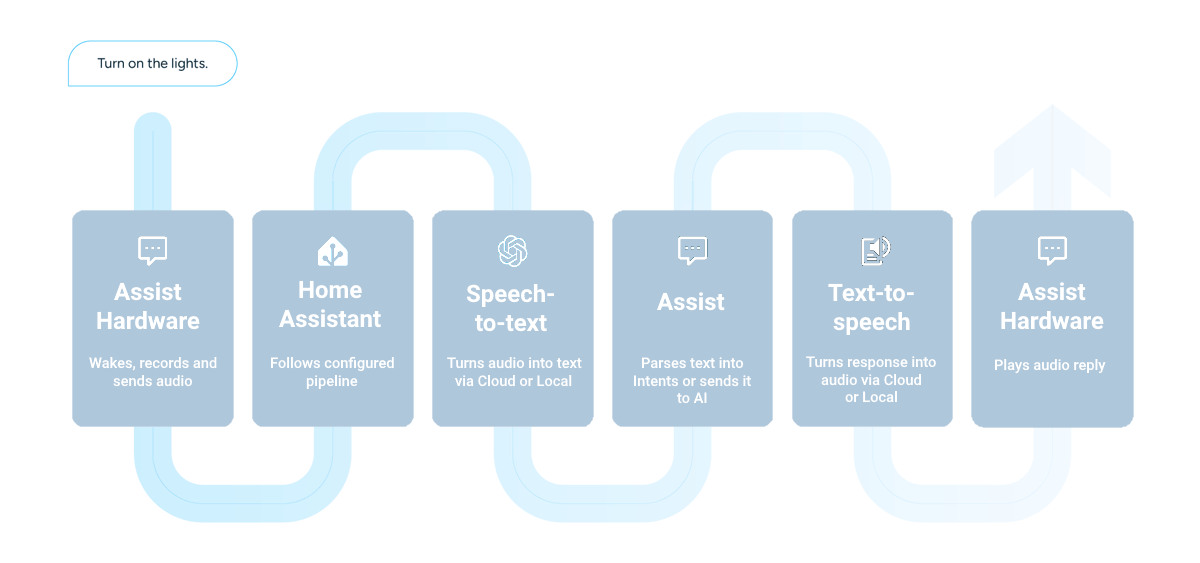 Turn on the lights.
Assist
Hardware
Wakes, records and
sends audio
Home
Assistant
Follows configured
pipeline
Speech-
to-text
Turns audio into text
via Cloud or Local
Assist
Parses text into
Intents or sends it
to AI
Text-to-
speech
Turns response into
audio via Cloud
or Local
Assist
Hardware
Plays audio reply